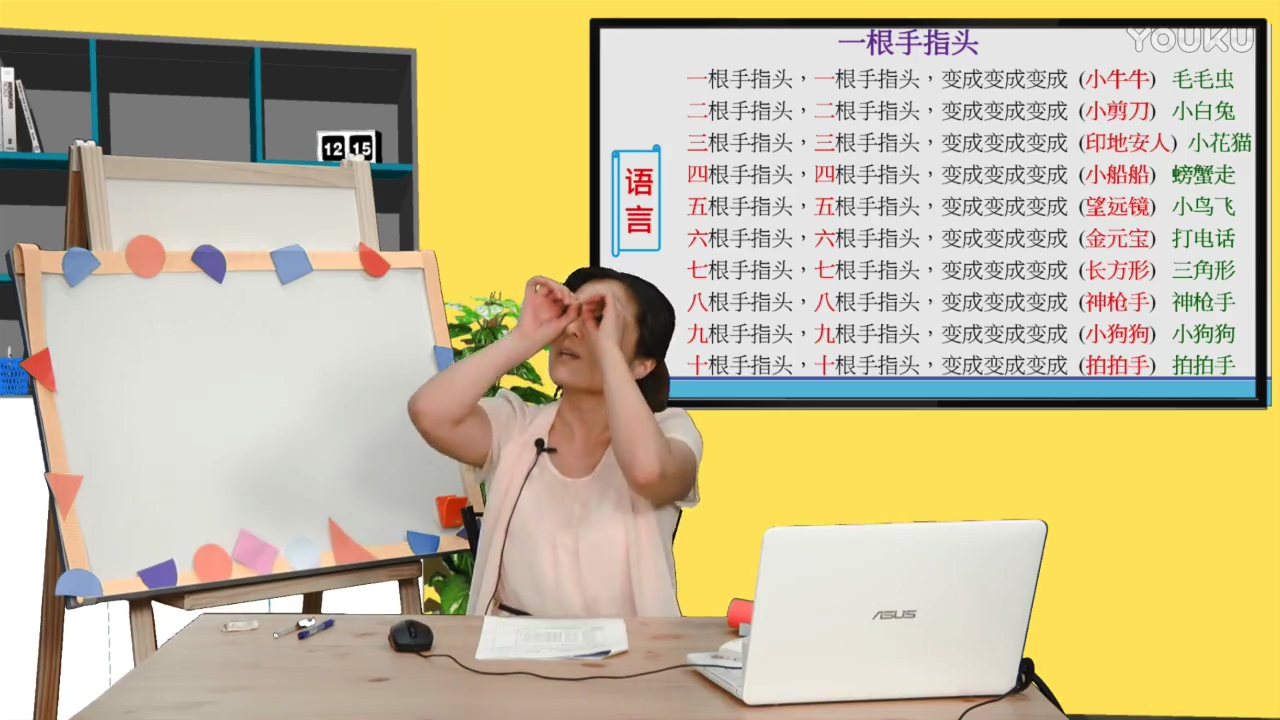 YOUKU
一根手指头
一根手指头，一根手指头，变成变成变成 (小牛牛) 毛毛虫
二根手指头，二根手指头，变成变成变成 (小剪刀) 小白兔
三根手指头，三根手指头，变成变成变成 (印地安人) 小花猫
四根手指头，四根手指头，变成变成变成 (小船船) 螃蟹走
五根手指头，五根手指头，变成变成变成 (望远镜) 小鸟飞
六根手指头，六根手指头，变成变成变成 (金元宝) 打电话
七根手指头，七根手指头，变成变成变成 (长方形) 三角形
八根手指头，八根手指头，变成变成变成 (神枪手) 神枪手
九根手指头，九根手指头，变成变成变成 (小狗狗) 小狗狗
十根手指头，十根手指头，变成变成变成 (拍拍手) 拍拍手
语言
12 15
ASUS